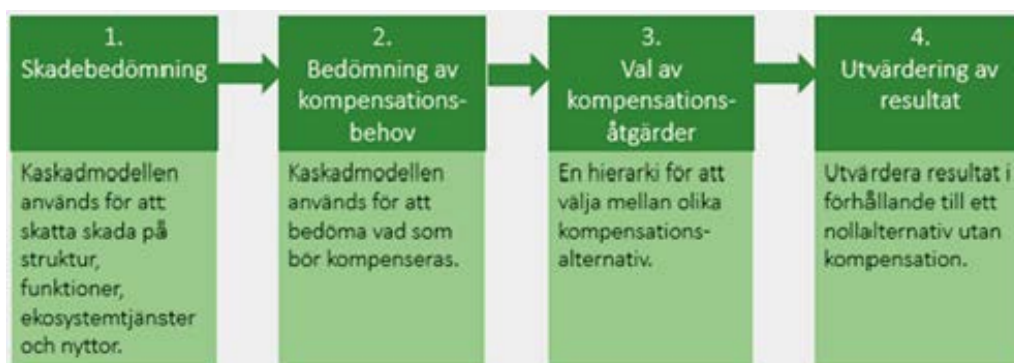 1.
Skadebedömning
Kaskadmodellen
används för att
skatta skada på
struktur,
funktioner,
ekosystemtjänster
och nyttor.
2.
Bedömning av
kompensations-
behov
Kaskadmodellen
används för att
bedöma vad som
bör kompenseras.
3.
Val av
kompensations-
åtgärder
En hierarki för att
välja mellan olika
kompensations-
alternativ.
4.
Utvärdering av
resultat
Utvärdera resultat i
förhållande till ett
nollalternativ utan
kompensation.